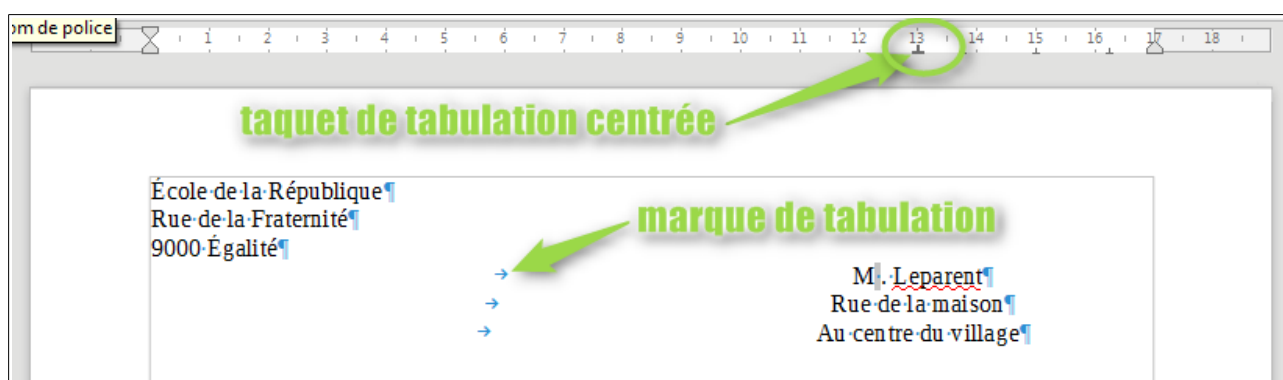 om de police
1 2 3 4 5 6 7 8 9 10 11 12 13 14 15 16 17 18
taquet de tabulation centrée
École·de·la·République¶
Rue·de·la·Fraternité¶
marque de tabulation
9000·Égalité¶
→ M . ·Leparent¶
→ Rue·de·la·maison¶
→ Au·centre·du·village¶